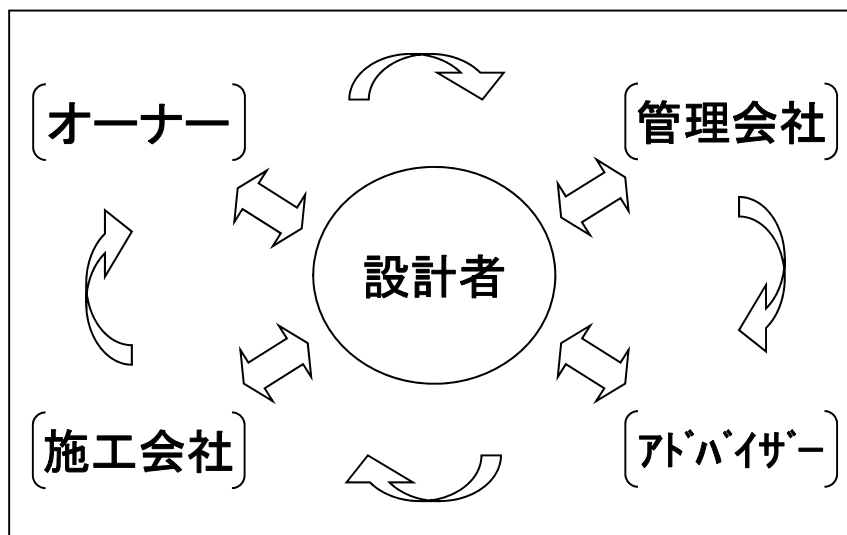 オーナー
管理会社
設計者
施工会社
アドバイザー